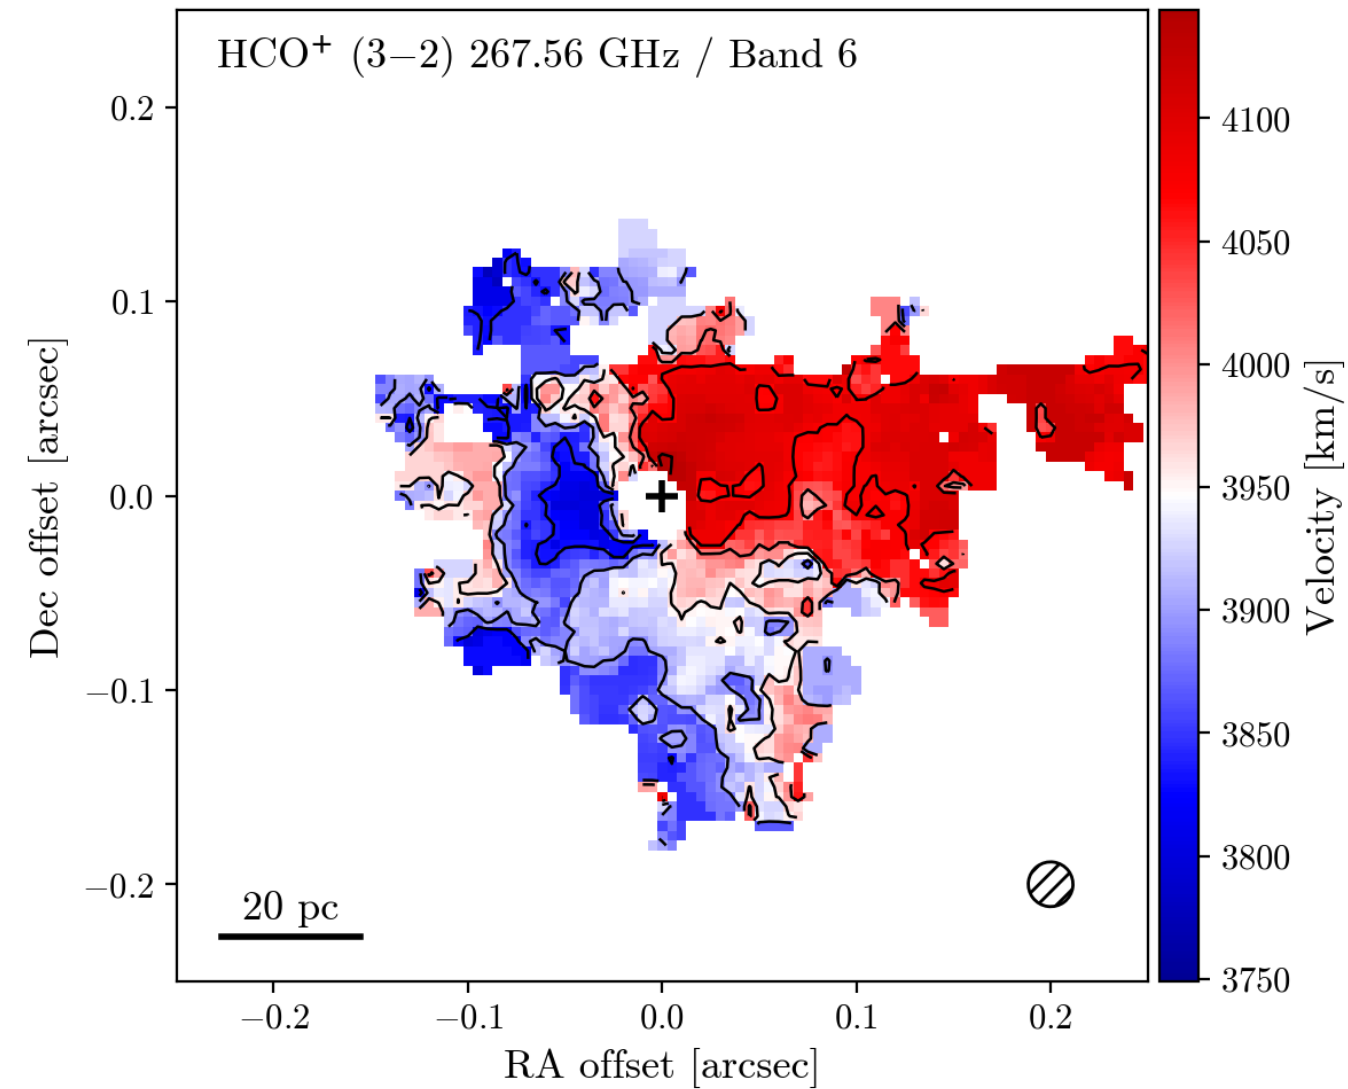 HCO⁺ (3−2) 267.56 GHz / Band 6
0.2
0.1
0.0
−0.1
−0.2
Dec offset [arcsec]
20 pc
−0.2 −0.1 0.0 0.1 0.2
RA offset [arcsec]
4100
4050
4000
3950
3900
3850
3800
3750
Velocity [km/s]